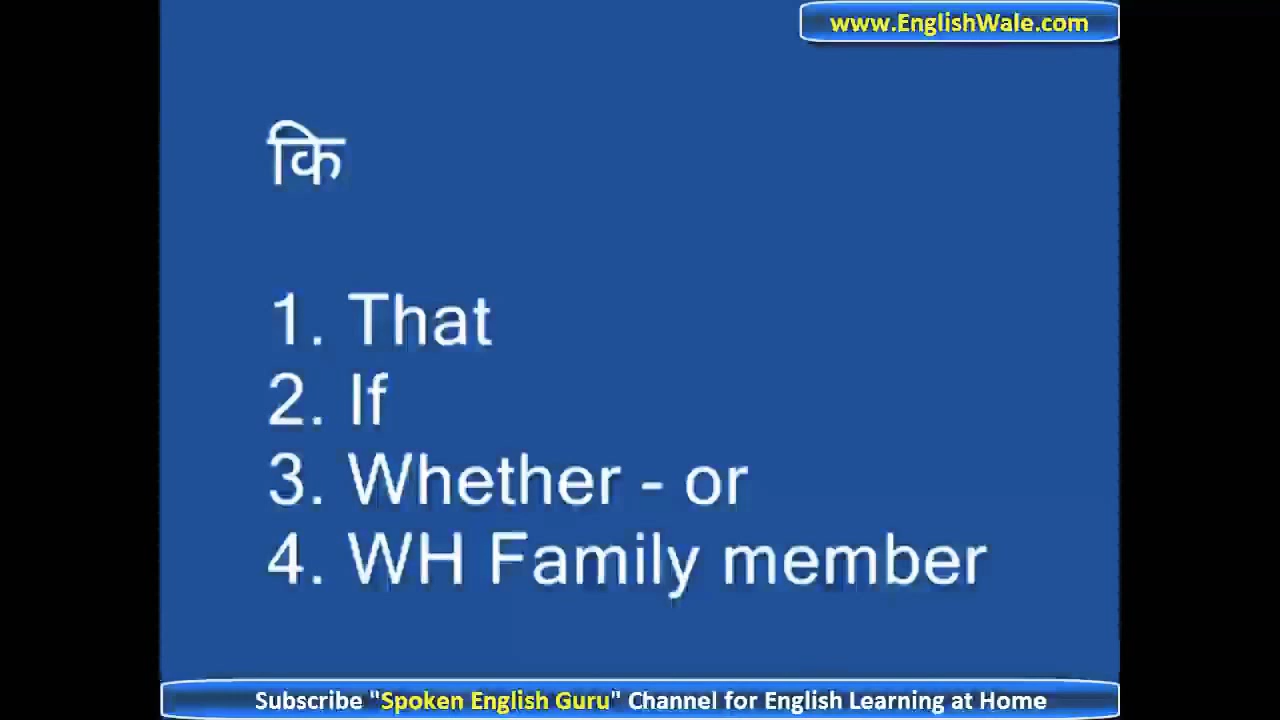 www.EnglishWale.com
कि
1. That
2. If
3. Whether - or
4. WH Family member
Subscribe "Spoken English Guru" Channel for English Learning at Home